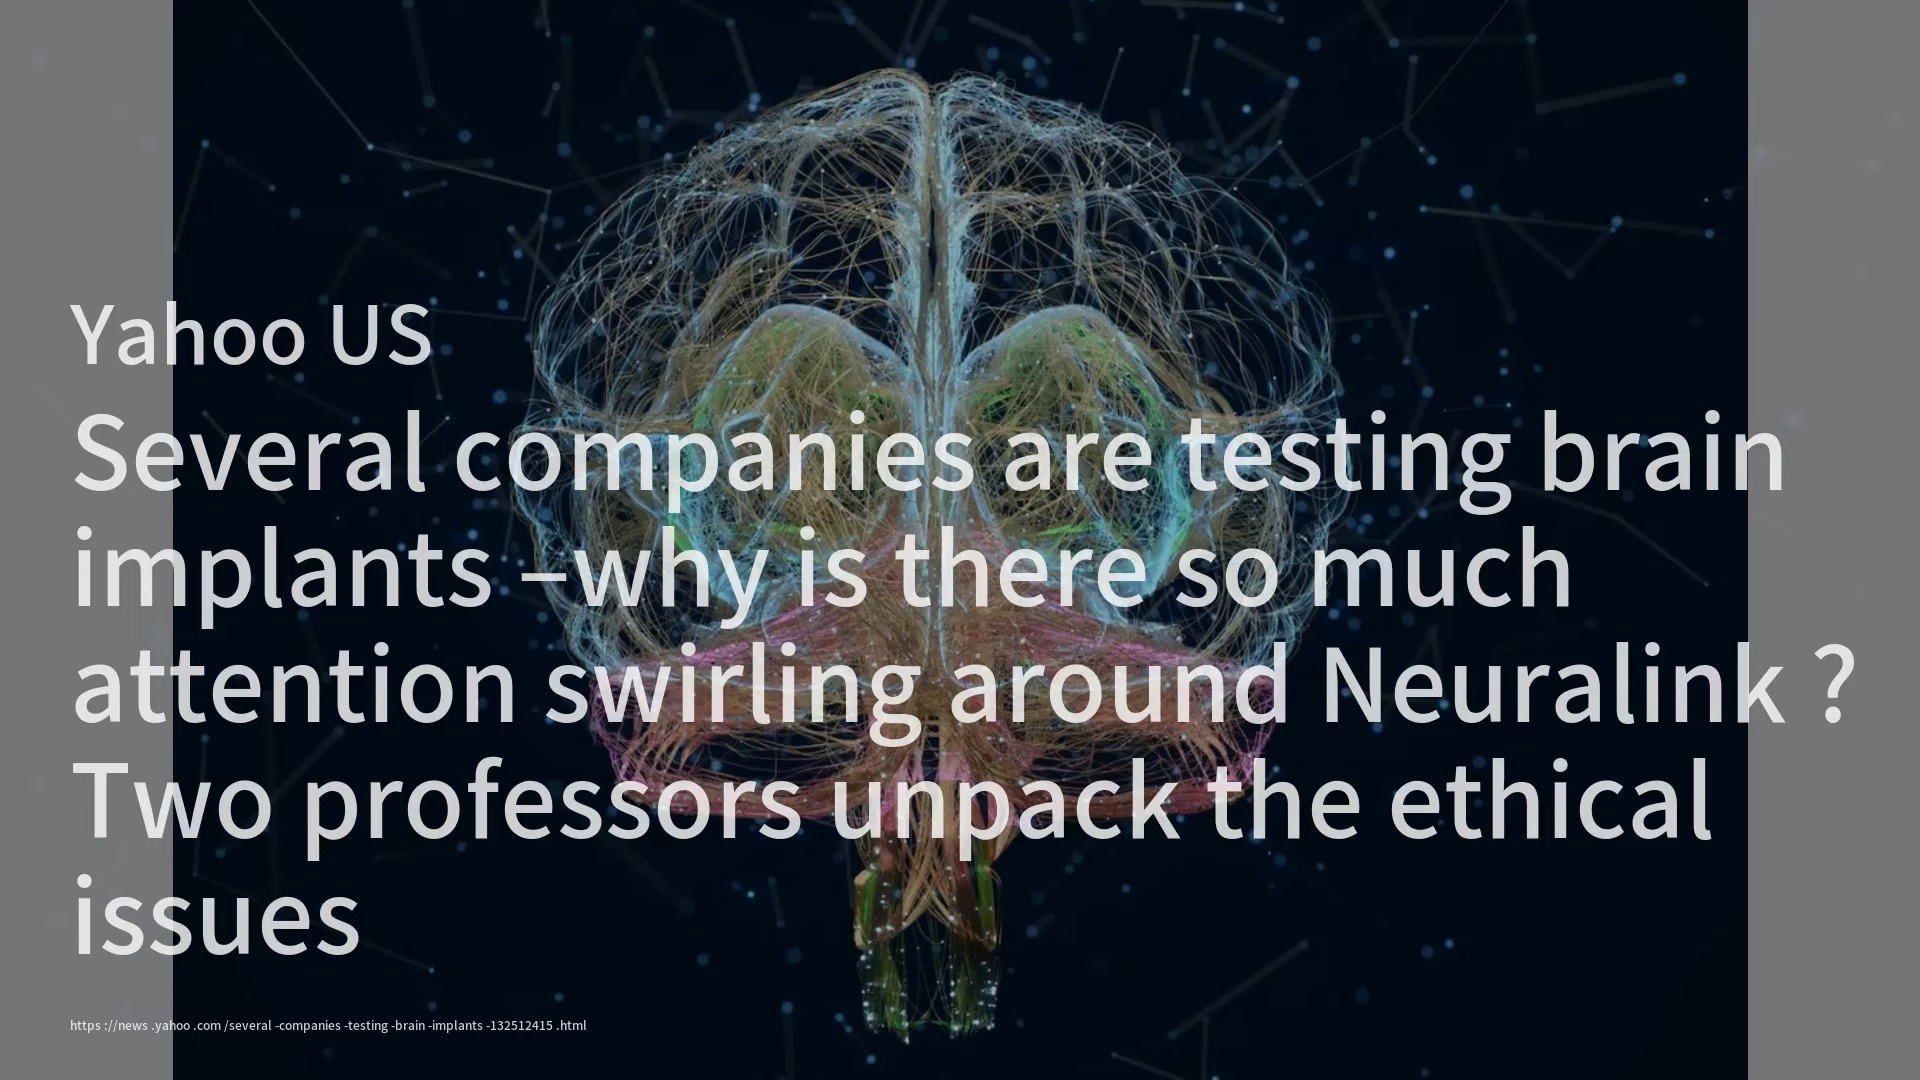 Yahoo US
Several companies are testing brain
implants –why is there so much
attention swirling around Neuralink ?
Two professors unpack the ethical
issues
https ://news .yahoo .com /several -companies -testing -brain -implants -132512415 .html